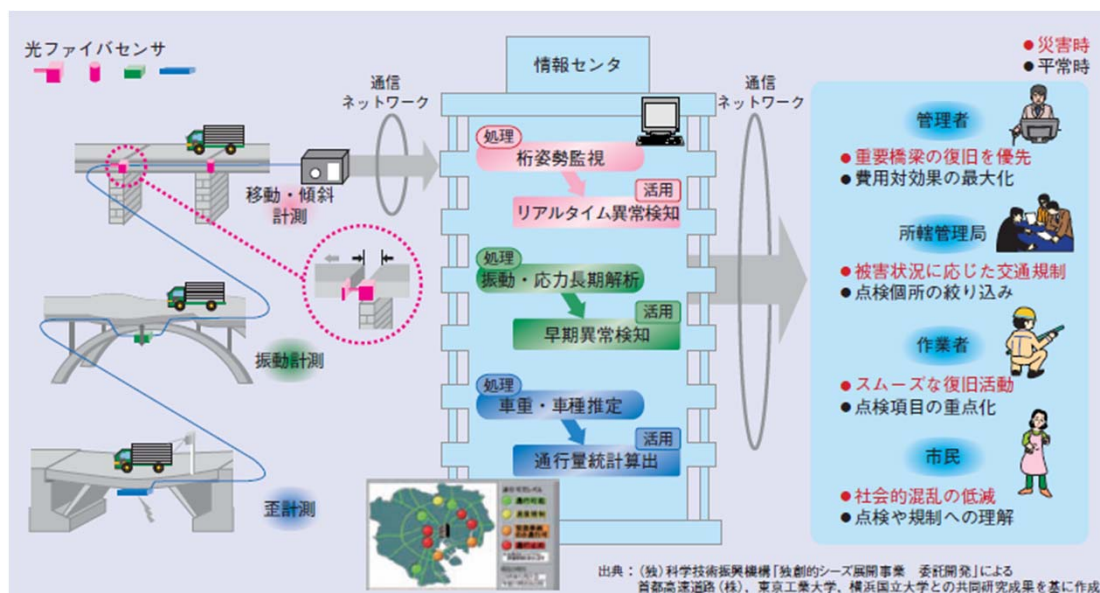 光ファイバセンサ
移動・傾斜
計測
振動計測
歪計測
通信
ネットワーク
情報センタ
処理
桁姿勢監視
活用
リアルタイム異常検知
処理
振動・応力長期解析
活用
早期異常検知
処理
車重・車種推定
活用
通行量統計算出
通信
ネットワーク
●災害時
●平常時
管理者
●重要橋梁の復旧を優先
●費用対効果の最大化
所轄管理局
●被害状況に応じた交通規制
●点検個所の絞り込み
作業者
●スムーズな復旧活動
●点検項目の重点化
市民
●社会的混乱の低減
●点検や規制への理解
出典:(独)科学技術振興機構「独創的シーズ展開事業 委託開発」による
首都高速道路(株)、東京工業大学、横浜国立大学との共同研究成果を基に作成